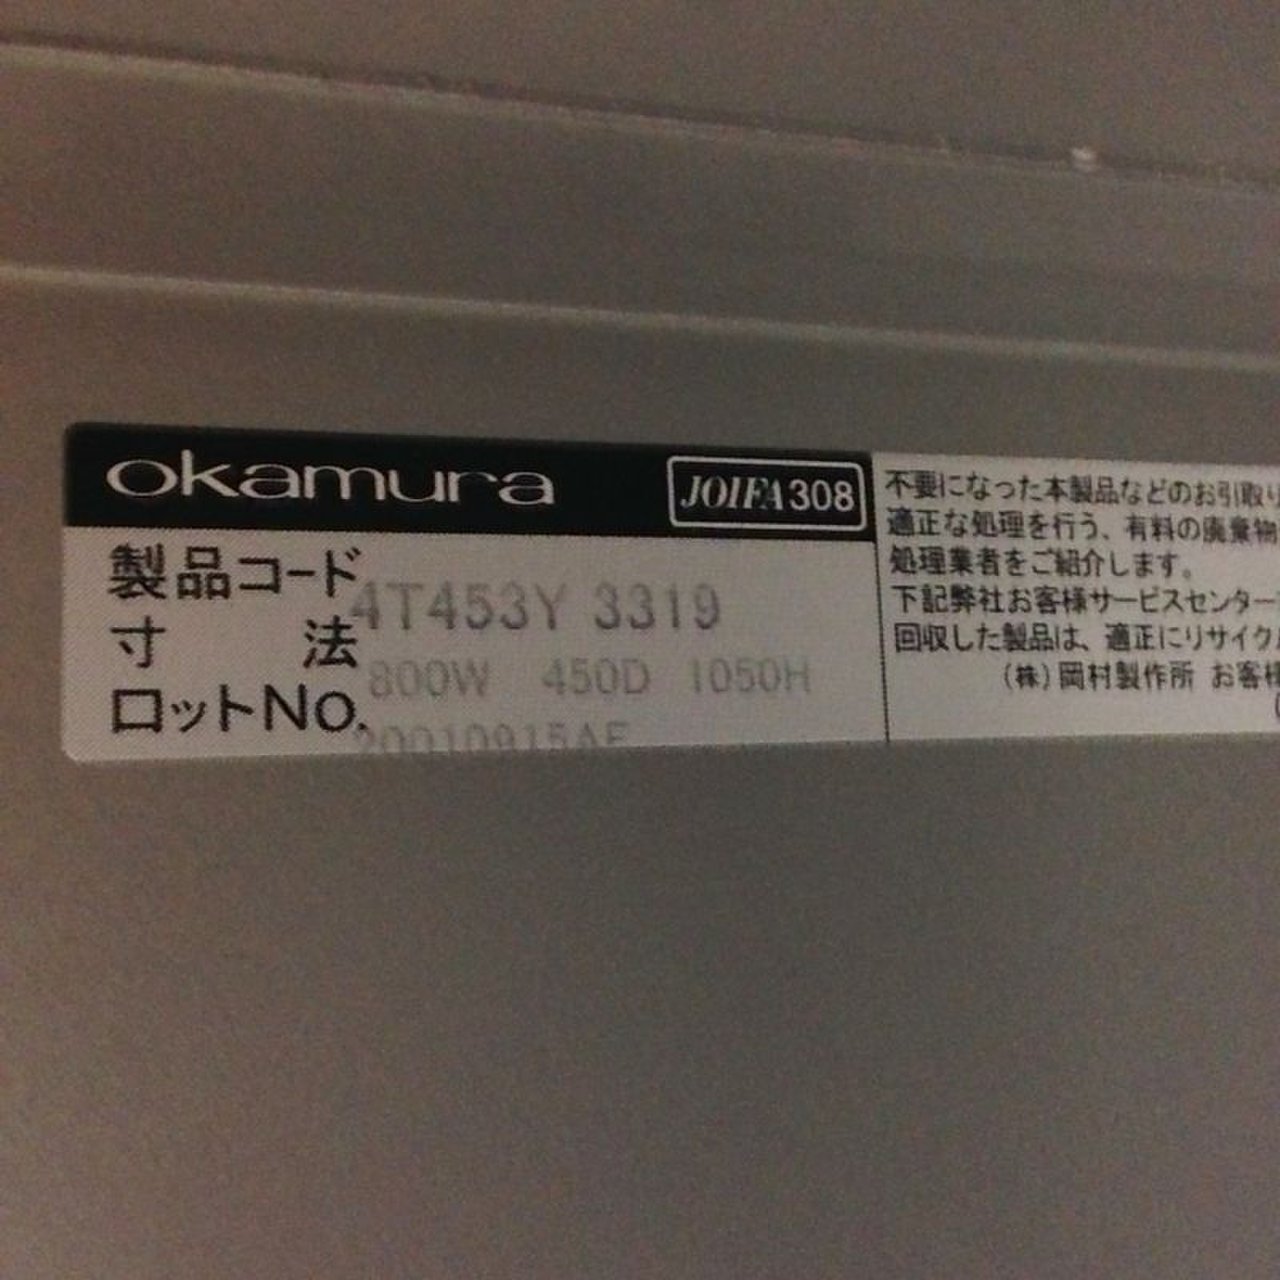 okamura JOIFA308
製品コード 4T453Y 3319
寸 法 800W 450D 1050H
ロットNo. 20010915AF
不要になった本製品などのお引取り
適正な処理を行う、有料の廃棄物
処理業者をご紹介します。
下記弊社お客様サービスセンター
回収した製品は、適正にリサイクル
(株)岡村製作所 お客様